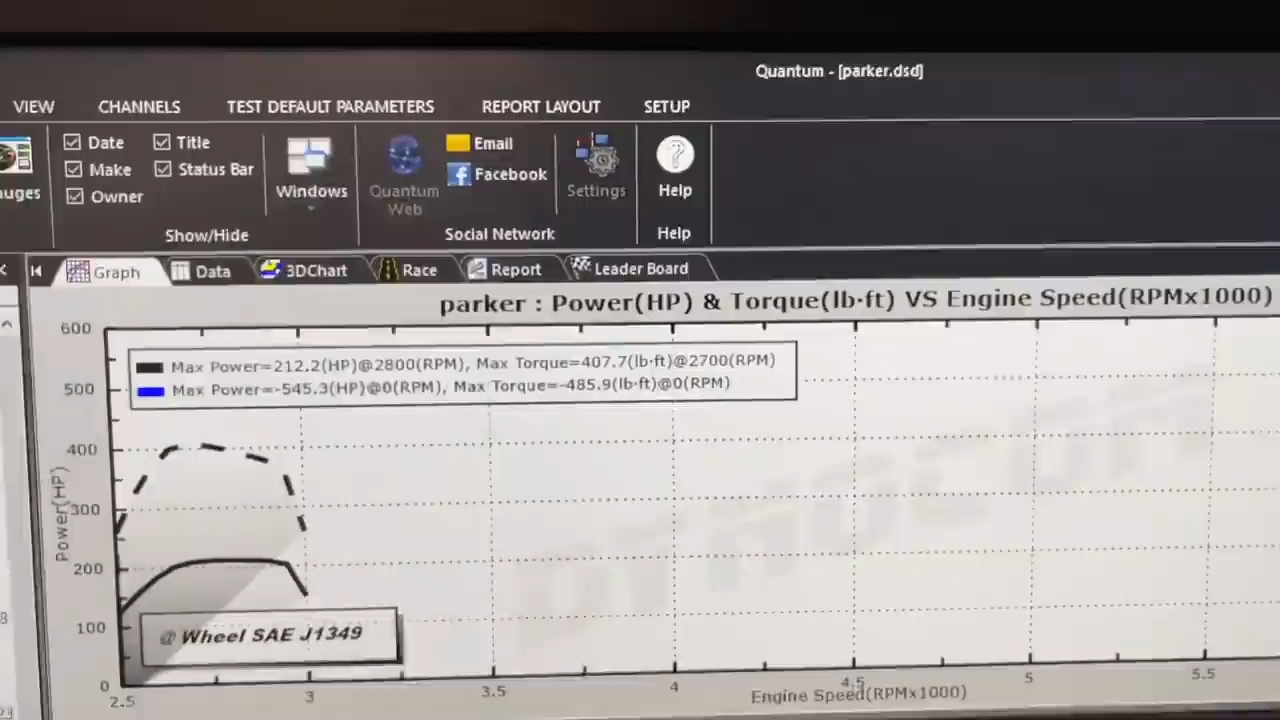 Quantum - [parker.dsd]
VIEW CHANNELS TEST DEFAULT PARAMETERS REPORT LAYOUT SETUP
Date Title
Make Status Bar
Owner
Windows
Quantum Web
Email
Facebook
Settings
Help
Show/Hide Social Network Help
Graph Data 3DChart Race Report Leader Board
parker : Power(HP) & Torque(lb·ft) VS Engine Speed(RPMx1000)
Max Power=212.2(HP)@2800(RPM), Max Torque=407.7(lb·ft)@2700(RPM)
Max Power=-545.3(HP)@0(RPM), Max Torque=-485.9(lb·ft)@0(RPM)
600
500
400
300
200
100
0
Power(HP)
@ Wheel SAE J1349
2.5 3 3.5 4 4.5 5 5.5
Engine Speed(RPMx1000)